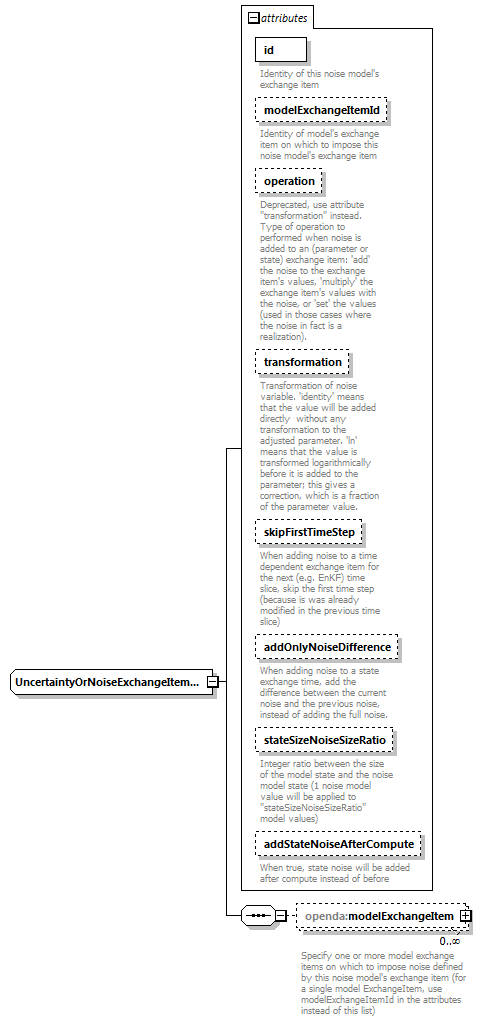 attributes
id
Identity of this noise model's
exchange item
modelExchangeItemId
Identity of model's exchange
item on which to impose this
noise model's exchange item
operation
Deprecated, use attribute
"transformation" instead.
Type of operation to
performed when noise is
added to an (parameter or
state) exchange item: 'add'
the noise to the exchange
item's values, 'multiply' the
exchange item's values with
the noise, or 'set' the values
(used in those cases where
the noise in fact is a
realization).
transformation
Transformation of noise
variable. 'identity' means
that the value will be added
directly  without any
transformation to the
adjusted parameter. 'ln'
means that the value is
transformed logarithmically
before it is added to the
parameter; this gives a
correction, which is a fraction
of the parameter value.
skipFirstTimeStep
When adding noise to a time
dependent exchange item for
the next (e.g. EnKF) time
slice, skip the first time step
(because is was already
modified in the previous time
slice)
addOnlyNoiseDifference
When adding noise to a state
exchange time, add the
difference between the current
noise and the previous noise,
instead of adding the full noise.
UncertaintyOrNoiseExchangeItem...
stateSizeNoiseSizeRatio
Integer ratio between the size
of the model state and the noise
model state (1 noise model
value will be applied to
"stateSizeNoiseSizeRatio"
model values)
addStateNoiseAfterCompute
When true, state noise will be added
after compute instead of before
openda:modelExchangeItem
0..∞
Specify one or more model exchange
items on which to impose noise defined
by this noise model's exchange item (for
a single model ExchangeItem, use
modelExchangeItemId in the attributes
instead of this list)